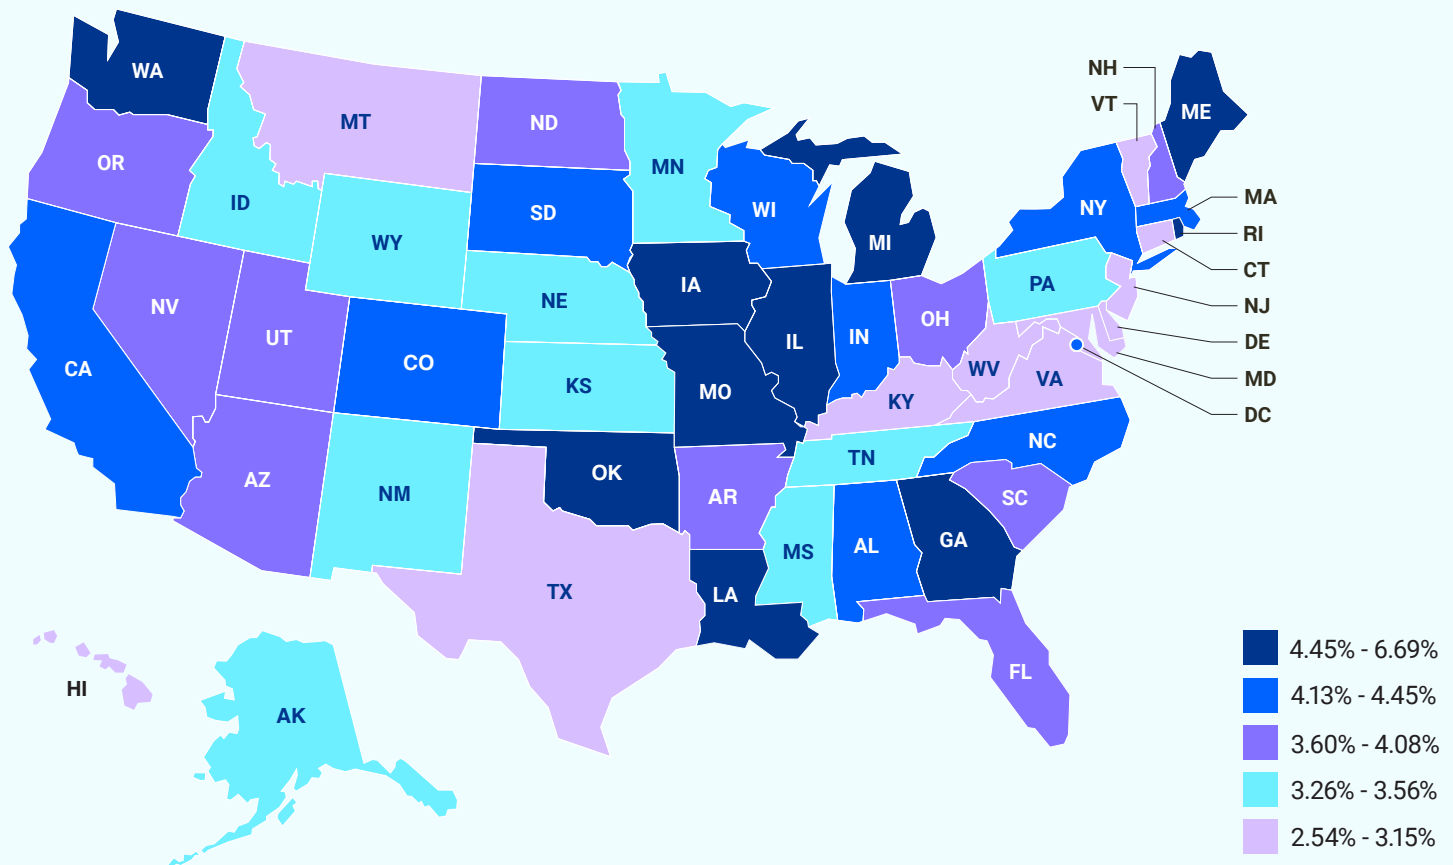 WA
NH
VT
ME
MT
ND
OR
MN
ID
SD
WI
NY
MA
RI
WY
MI
CT
PA
NJ
IA
NE
NV
OH
DE
UT
IN
IL
CO
CA
WV
VA
MD
KS
MO
KY
DC
NC
TN
OK
AZ
NM
AR
SC
GA
AL
MS
TX
LA
FL
HI
AK
4.45% - 6.69%
4.13% - 4.45%
3.60% - 4.08%
3.26% - 3.56%
2.54% - 3.15%